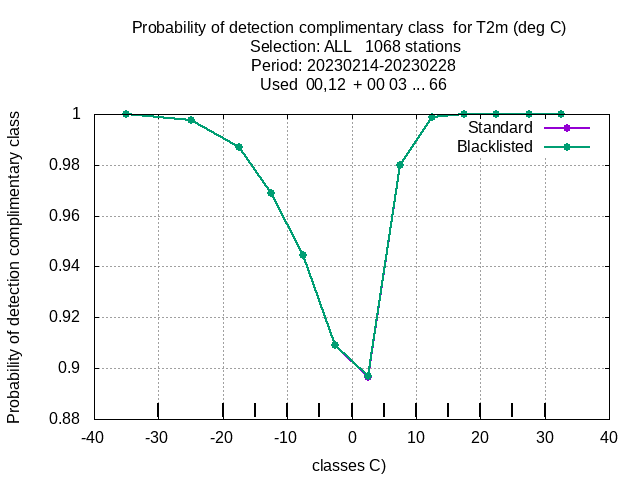 Probability of detection complimentary class  for T2m (deg C)
Selection: ALL   1068 stations
Period: 20230214-20230228
Used  00,12  + 00 03 ... 66
Probability of detection complimentary class
1
0.98
0.96
0.94
0.92
0.9
0.88
Standard
Blacklisted
-40 -30 -20 -10 0 10 20 30 40
classes C)